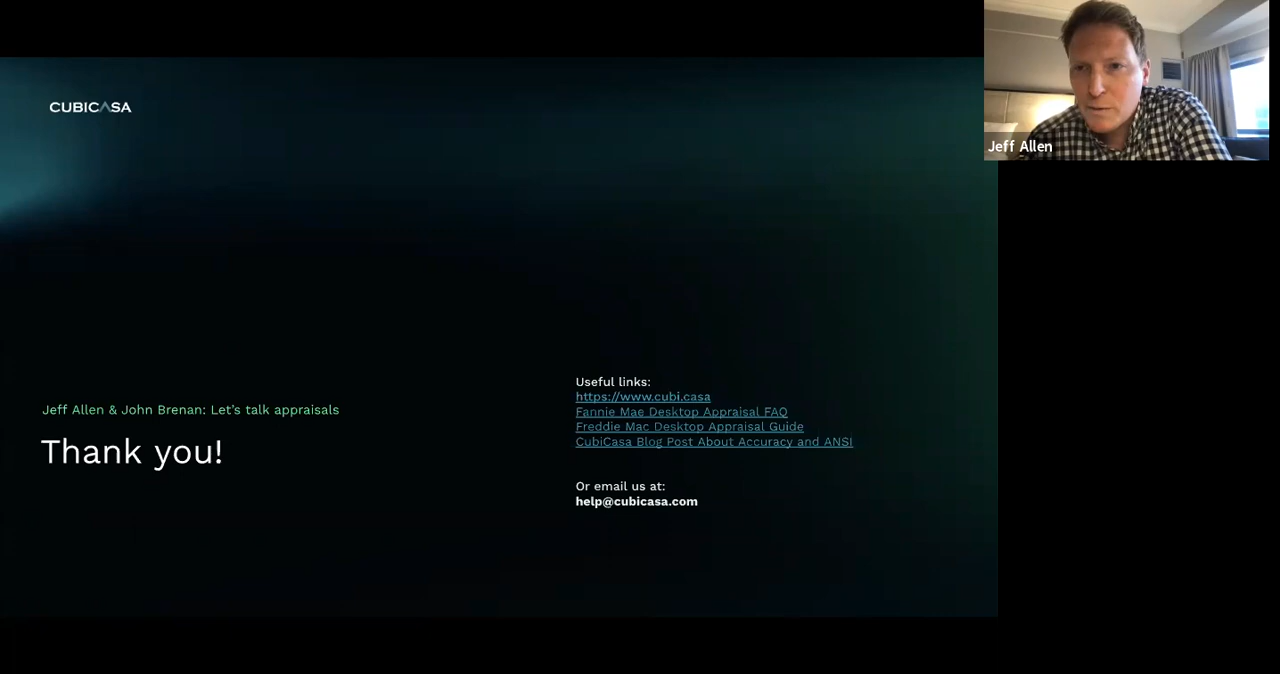 CUBICASA
Jeff Allen
Jeff Allen & John Brenan: Let's talk appraisals
Thank you!
Useful links:
https://www.cubi.casa
Fannie Mae Desktop Appraisal FAQ
Freddie Mac Desktop Appraisal Guide
CubiCasa Blog Post About Accuracy and ANSI
Or email us at:
help@cubicasa.com